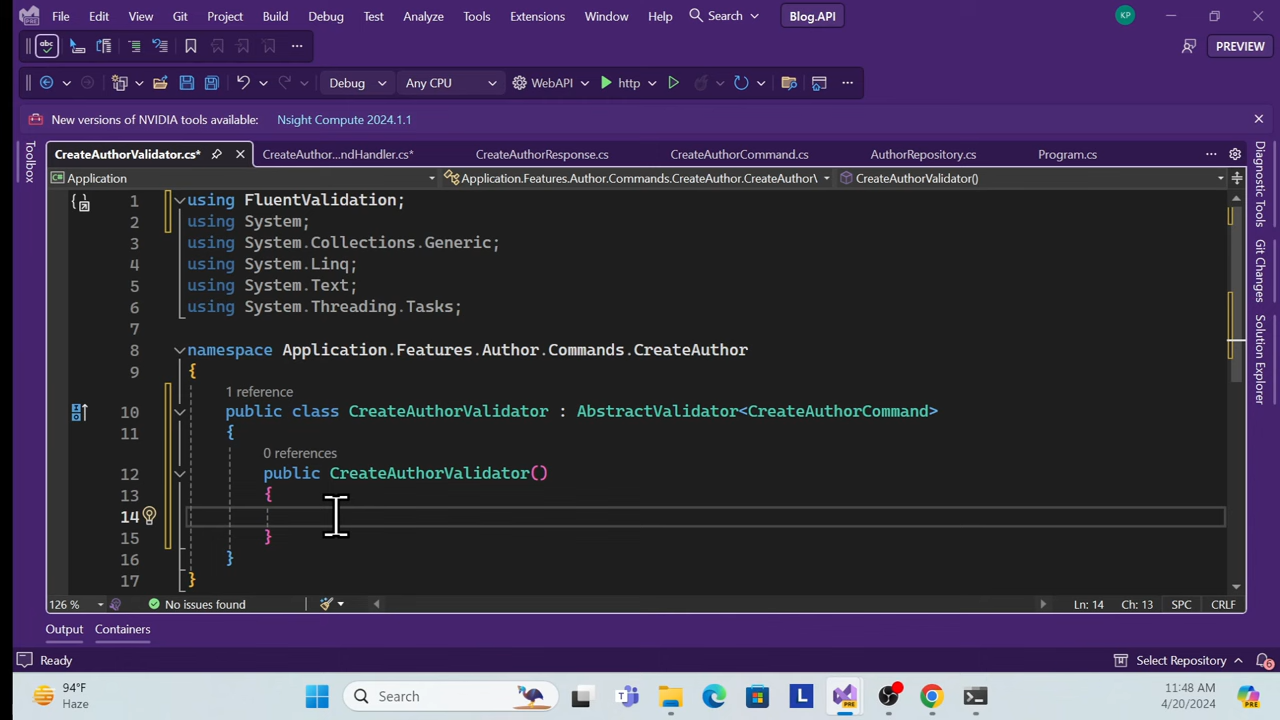 File Edit View Git Project Build Debug Test Analyze Tools Extensions Window Help Search Blog.API KP
abc PREVIEW
Debug Any CPU WebAPI http
New versions of NVIDIA tools available: Nsight Compute 2024.1.1
CreateAuthorValidator.cs* CreateAuthor...ndHandler.cs* CreateAuthorResponse.cs CreateAuthorCommand.cs AuthorRepository.cs Program.cs
Toolbox
Application Application.Features.Author.Commands.CreateAuthor.CreateAuthor\ CreateAuthorValidator()
1 using FluentValidation;
2 using System;
3 using System.Collections.Generic;
4 using System.Linq;
5 using System.Text;
6 using System.Threading.Tasks;
7
8 namespace Application.Features.Author.Commands.CreateAuthor
9 {
1 reference
10 public class CreateAuthorValidator : AbstractValidator<CreateAuthorCommand>
11 {
0 references
12 public CreateAuthorValidator()
13 {
14
15 }
16 }
17 }
Diagnostic Tools
Git Changes
Solution Explorer
126 % No issues found Ln: 14 Ch: 13 SPC CRLF
Output Containers
Ready Select Repository 6
94°F
Haze
Search
PRE
L
PRE
11:48 AM
4/20/2024
PRE